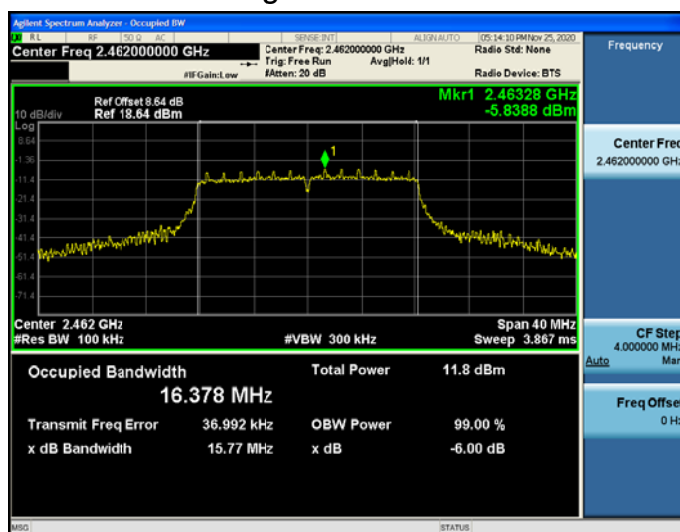 Agilent Spectrum Analyzer - Occupied BW
RL RF 50 Ω AC SENSE:INT ALIGN AUTO 05:14:10 PM Nov 25, 2020
Center Freq 2.462000000 GHz Center Freq: 2.462000000 GHz Radio Std: None
Trig: Free Run Avg|Hold: 1/1
#IFGain:Low #Atten: 20 dB Radio Device: BTS
Frequency
Ref Offset 8.64 dB Mkr1 2.46328 GHz
10 dB/div Ref 18.64 dBm -5.8388 dBm
Log
8.64
-1.36
-11.4
-21.4
-31.4
-41.4
-51.4
-61.4
-71.4
1
Center 2.462 GHz Span 40 MHz
#Res BW 100 kHz #VBW 300 kHz Sweep 3.867 ms
Occupied Bandwidth Total Power 11.8 dBm
16.378 MHz
Transmit Freq Error 36.992 kHz OBW Power 99.00 %
x dB Bandwidth 15.77 MHz x dB -6.00 dB
Center Freq
2.462000000 GHz
CF Step
4.000000 MHz
Auto Man
Freq Offset
0 Hz
MSG STATUS